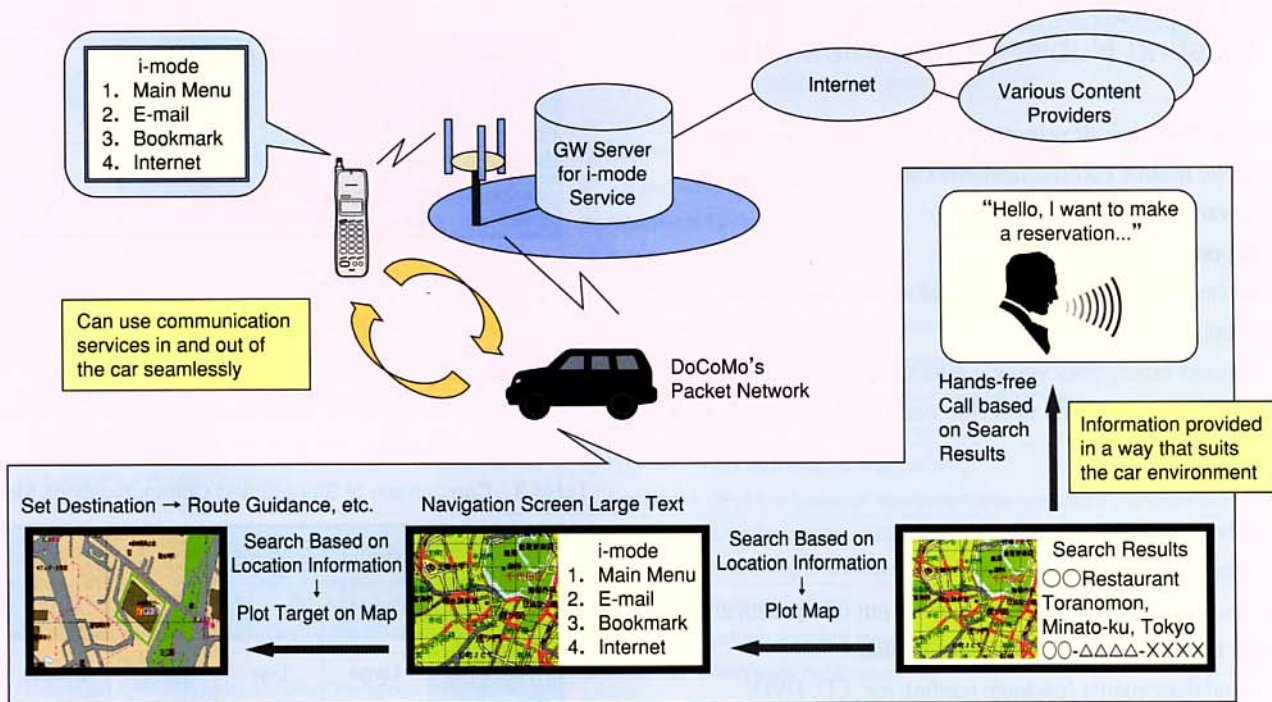 i-mode
1. Main Menu
2. E-mail
3. Bookmark
4. Internet
GW Server
for i-mode
Service
Internet
Various Content
Providers
"Hello, I want to make
a reservation..."
Can use communication
services in and out of
the car seamlessly
DoCoMo's
Packet Network
Hands-free
Call based
on Search
Results
Information provided
in a way that suits
the car environment
Set Destination → Route Guidance, etc.
Search Based on
Location Information
↓
Plot Target on Map
Navigation Screen Large Text
i-mode
1. Main Menu
2. E-mail
3. Bookmark
4. Internet
Search Based on
Location Information
↓
Plot Map
Search Results
○○Restaurant
Toranomon,
Minato-ku, Tokyo
○○-△△△△-XXXX